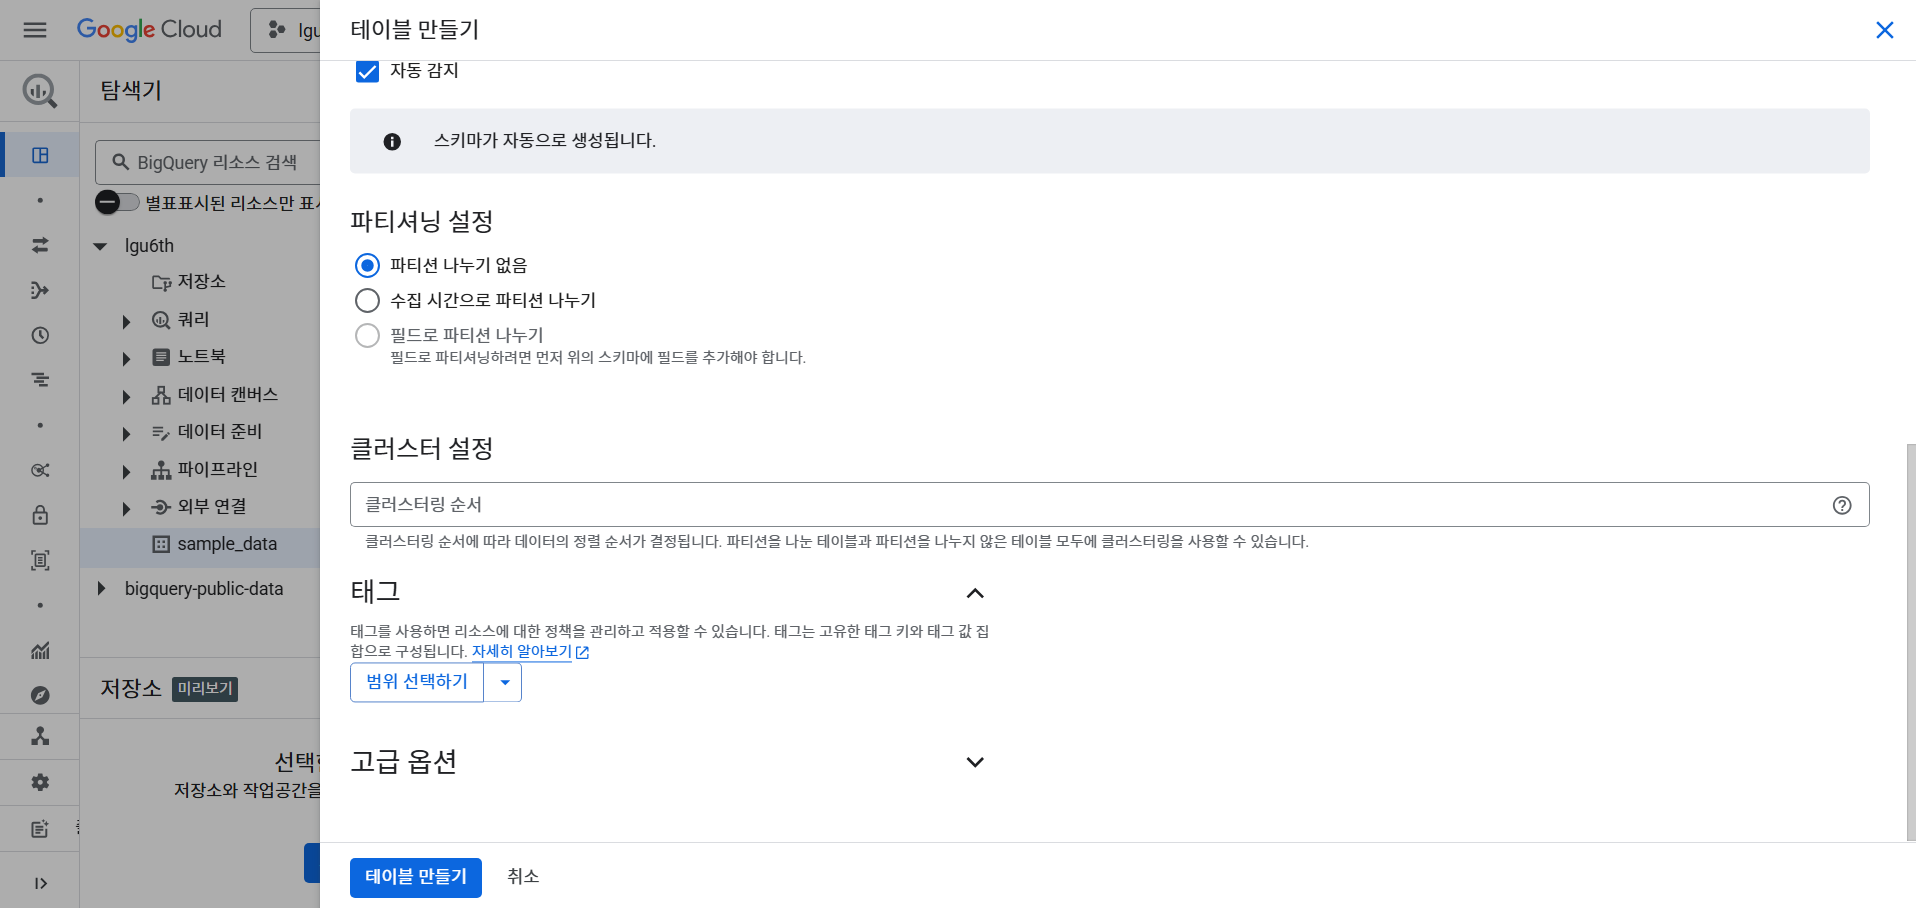 Google Cloud
테이블 만들기
자동 감지
스키마가 자동으로 생성됩니다.
파티셔닝 설정
파티션 나누기 없음
수집 시간으로 파티션 나누기
필드로 파티션 나누기
필드로 파티셔닝하려면 먼저 위의 스키마에 필드를 추가해야 합니다.
클러스터 설정
클러스터링 순서
클러스터링 순서에 따라 데이터의 정렬 순서가 결정됩니다. 파티션을 나눈 테이블과 파티션을 나누지 않은 테이블 모두에 클러스터링을 사용할 수 있습니다.
태그
태그를 사용하면 리소스에 대한 정책을 관리하고 적용할 수 있습니다. 태그는 고유한 태그 키와 태그 값 집
합으로 구성됩니다. 자세히 알아보기
범위 선택하기
고급 옵션
테이블 만들기
취소
탐색기
BigQuery 리소스 검색
별표표시된 리소스만
lgu6th
저장소
쿼리
노트북
데이터 캔버스
데이터 준비
파이프라인
외부 연결
sample_data
bigquery-public-data
저장소 미리보기
저장소와 작업공간을